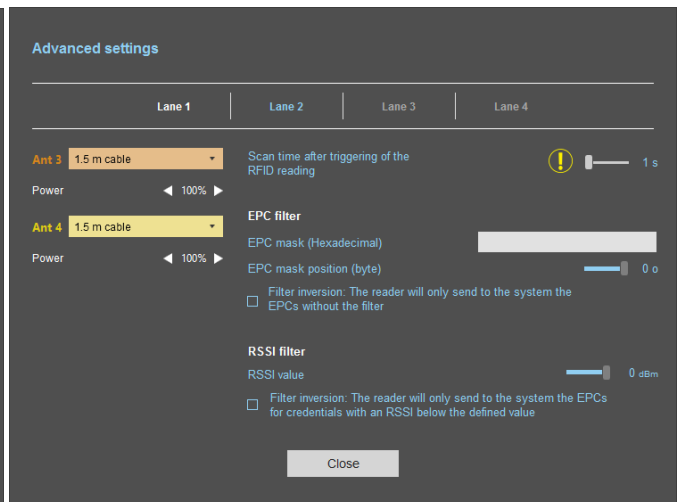 Advanced settings
Lane 1
Lane 2
Lane 3
Lane 4
Ant 3
1.5 m cable
Power
100%
Ant 4
1.5 m cable
Power
100%
Scan time after triggering of the
RFID reading
!
1 s
EPC filter
EPC mask (Hexadecimal)
EPC mask position (byte)
0 o
Filter inversion: The reader will only send to the system the
EPCs without the filter
RSSI filter
RSSI value
0 dBm
Filter inversion: The reader will only send to the system the EPCs
for credentials with an RSSI below the defined value
Close